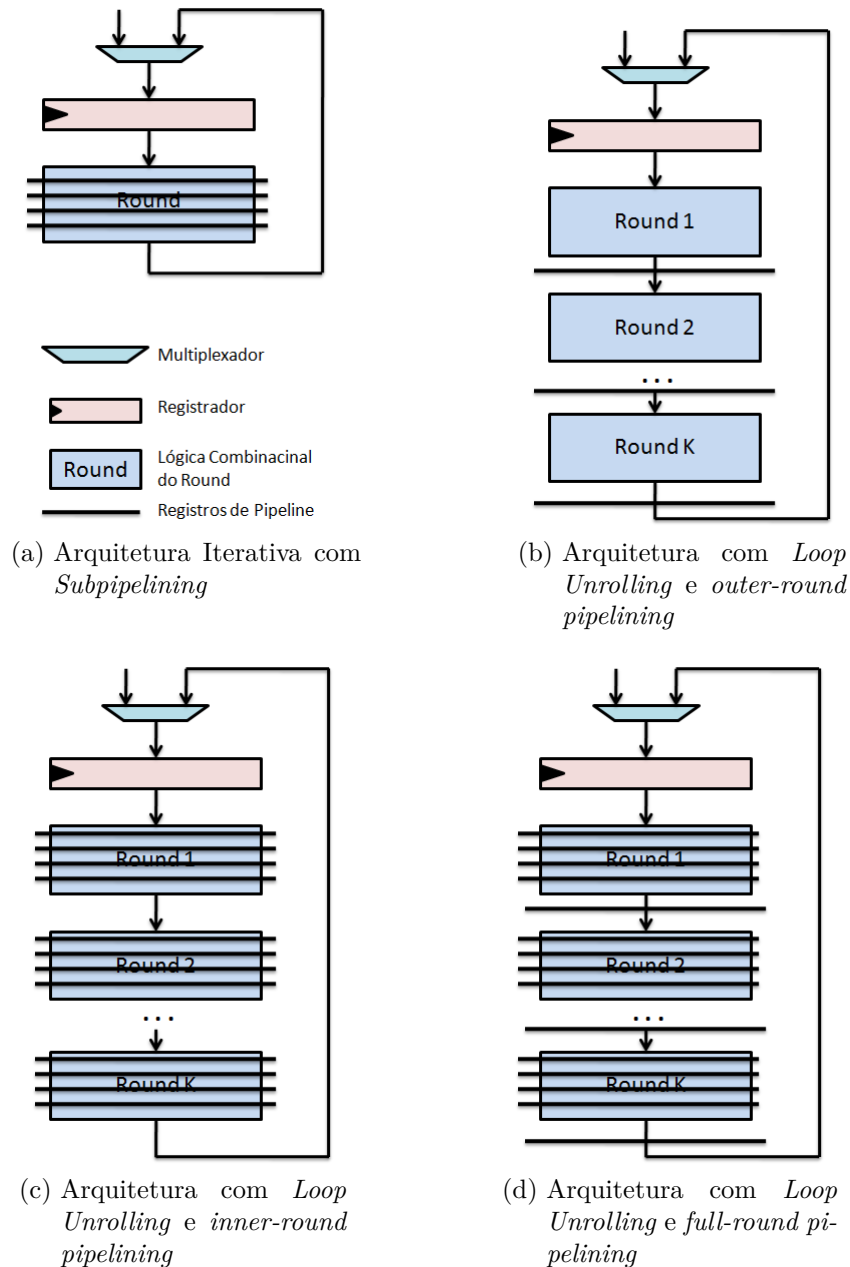 Round
Multiplexador
Registrador
Round
Lógica Combinacinal
do Round
Registros de Pipeline
(a) Arquitetura Iterativa com
Subpipelining
Round 1
Round 2
...
Round K
(b) Arquitetura com Loop
Unrolling e outer-round
pipelining
Round 1
Round 2
...
Round K
(c) Arquitetura com Loop
Unrolling e inner-round
pipelining
Round 1
Round 2
...
Round K
(d) Arquitetura com Loop
Unrolling e full-round pi-
pelining